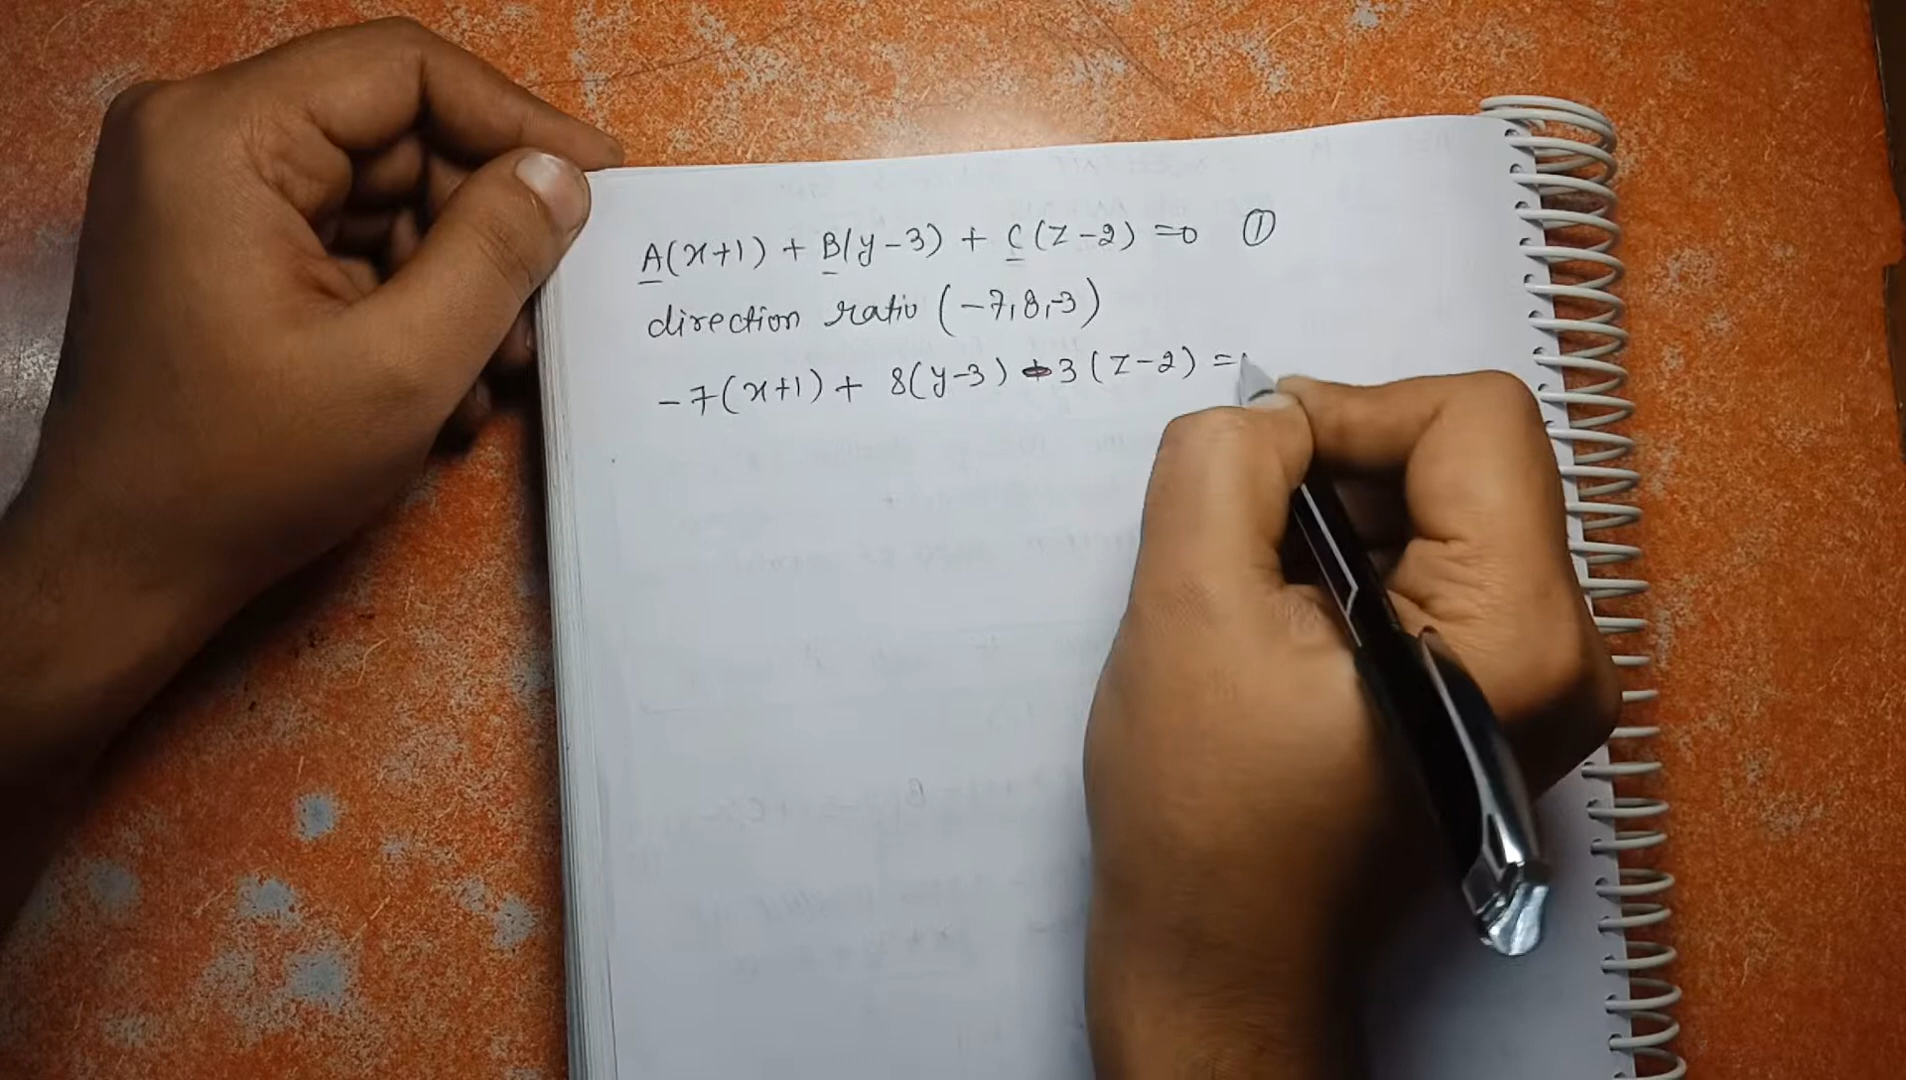 A(x+1) + B(y-3) + C(z-2) =0 ①
direction ratio (-7,8,-3)
-7(x+1) + 8(y-3) -3(z-2) =